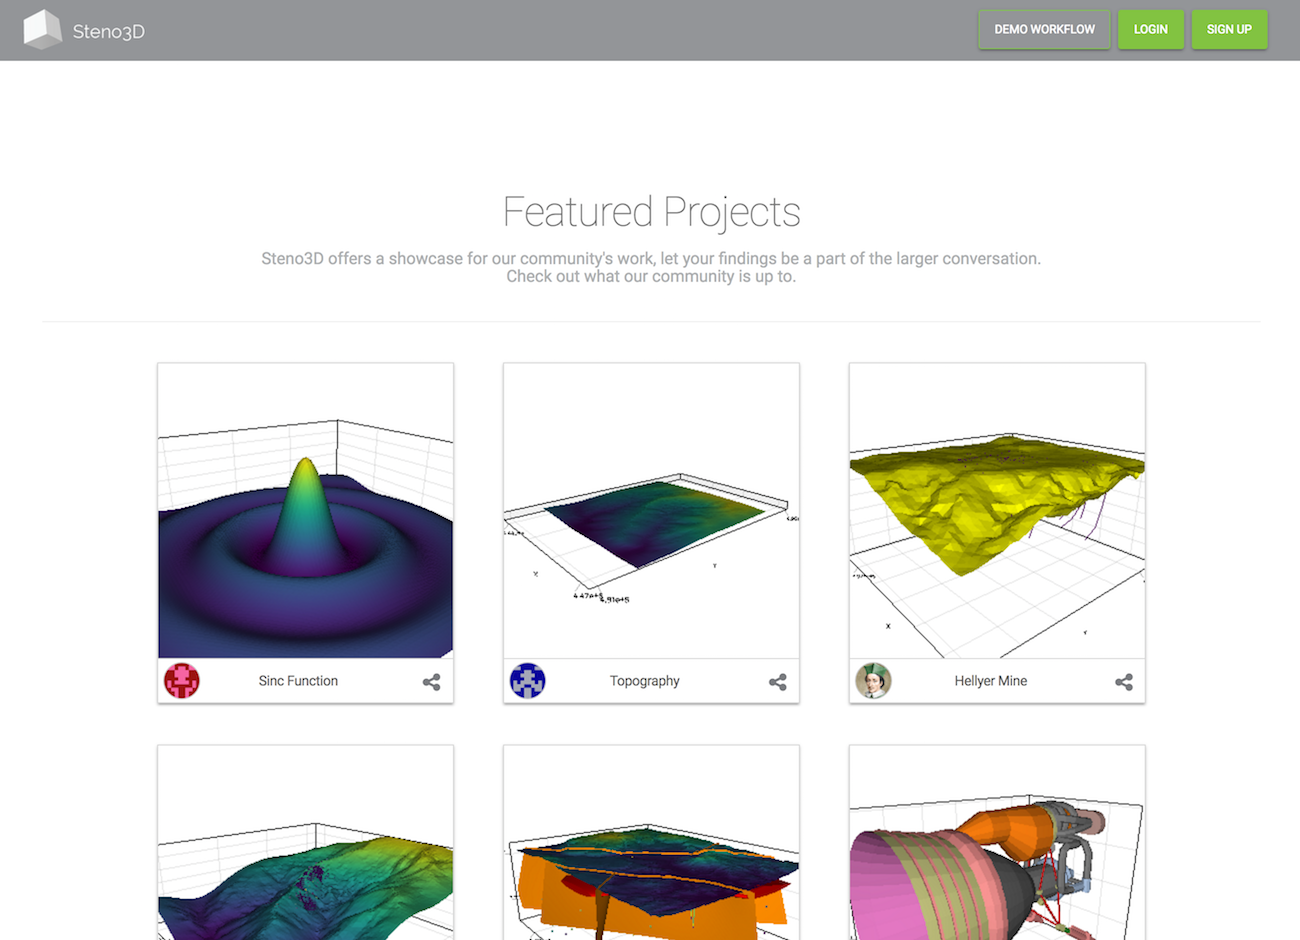 Steno3D
DEMO WORKFLOW
LOGIN
SIGN UP
Featured Projects
Steno3D offers a showcase for our community's work, let your findings be a part of the larger conversation.
Check out what our community is up to.
Y
X
Y
Sinc Function
Topography
Hellyer Mine